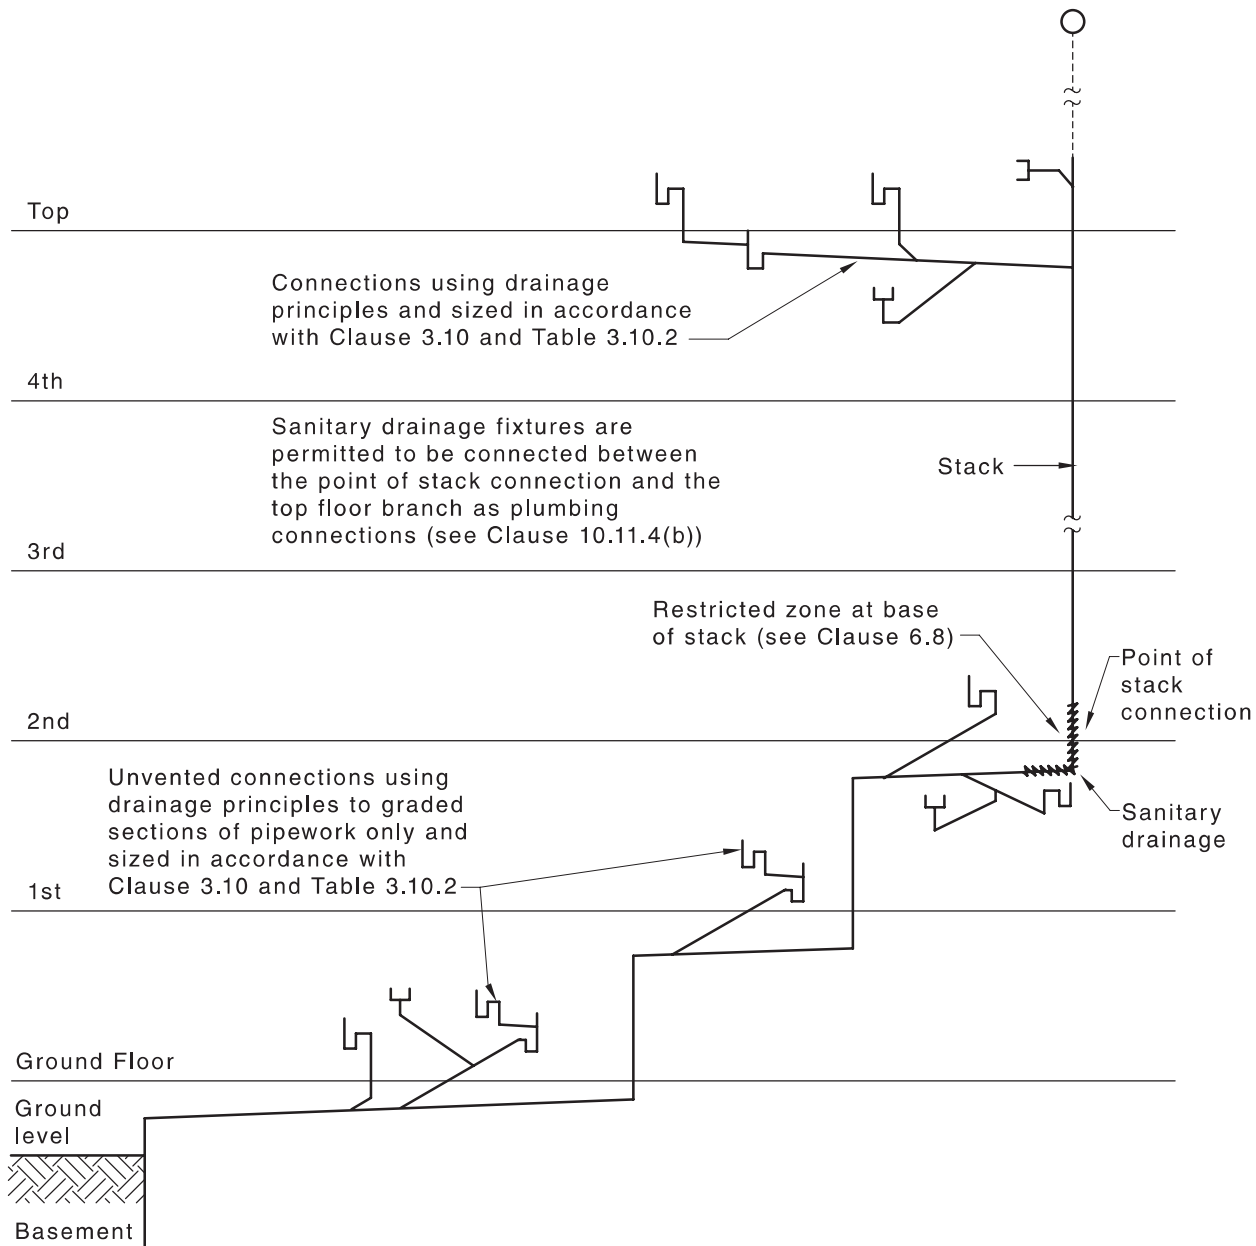 Top
Connections using drainage
principles and sized in accordance
with Clause 3.10 and Table 3.10.2
4th
Sanitary drainage fixtures are
permitted to be connected between
the point of stack connection and the
top floor branch as plumbing
connections (see Clause 10.11.4(b))
Stack
3rd
Restricted zone at base
of stack (see Clause 6.8)
Point of
stack
connection
2nd
Unvented connections using
drainage principles to graded
sections of pipework only and
sized in accordance with
Clause 3.10 and Table 3.10.2
Sanitary
drainage
1st
Ground Floor
Ground
level
Basement